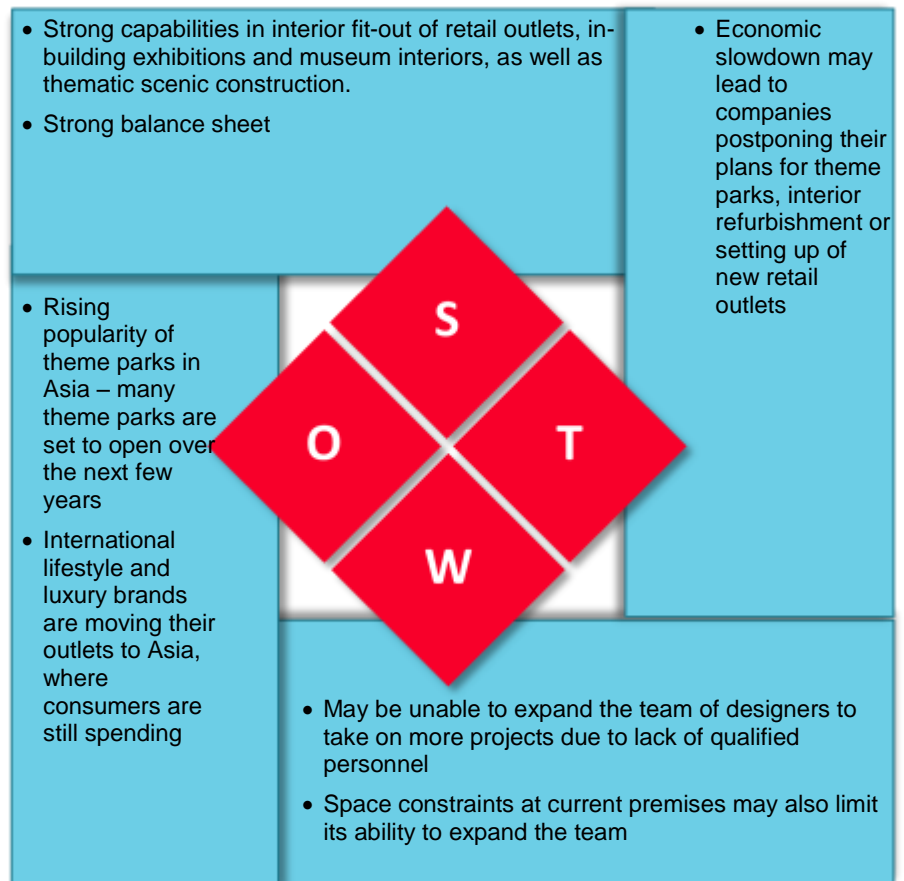 • Strong capabilities in interior fit-out of retail outlets, in-
building exhibitions and museum interiors, as well as
thematic scenic construction.
• Strong balance sheet
• Economic
slowdown may
lead to
companies
postponing their
plans for theme
parks, interior
refurbishment or
setting up of
new retail
outlets
• Rising
popularity of
theme parks in
Asia – many
theme parks are
set to open over
the next few
years
• International
lifestyle and
luxury brands
are moving their
outlets to Asia,
where
consumers are
still spending
S
O
T
W
• May be unable to expand the team of designers to
take on more projects due to lack of qualified
personnel
• Space constraints at current premises may also limit
its ability to expand the team